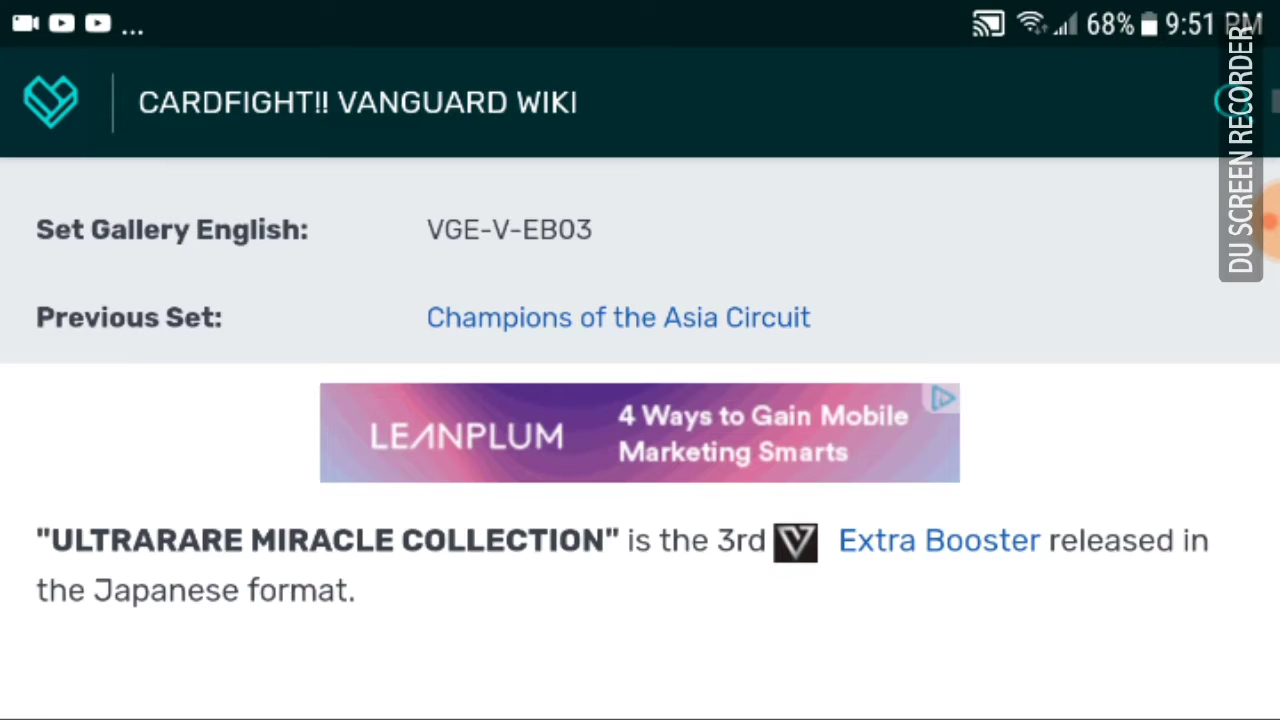 ... 68% 9:51 PM
CARDFIGHT!! VANGUARD WIKI
DU SCREEN RECORDER
Set Gallery English: VGE-V-EB03
Previous Set: Champions of the Asia Circuit
LEANPLUM
4 Ways to Gain Mobile
Marketing Smarts
"ULTRARARE MIRACLE COLLECTION" is the 3rd V Extra Booster released in
the Japanese format.